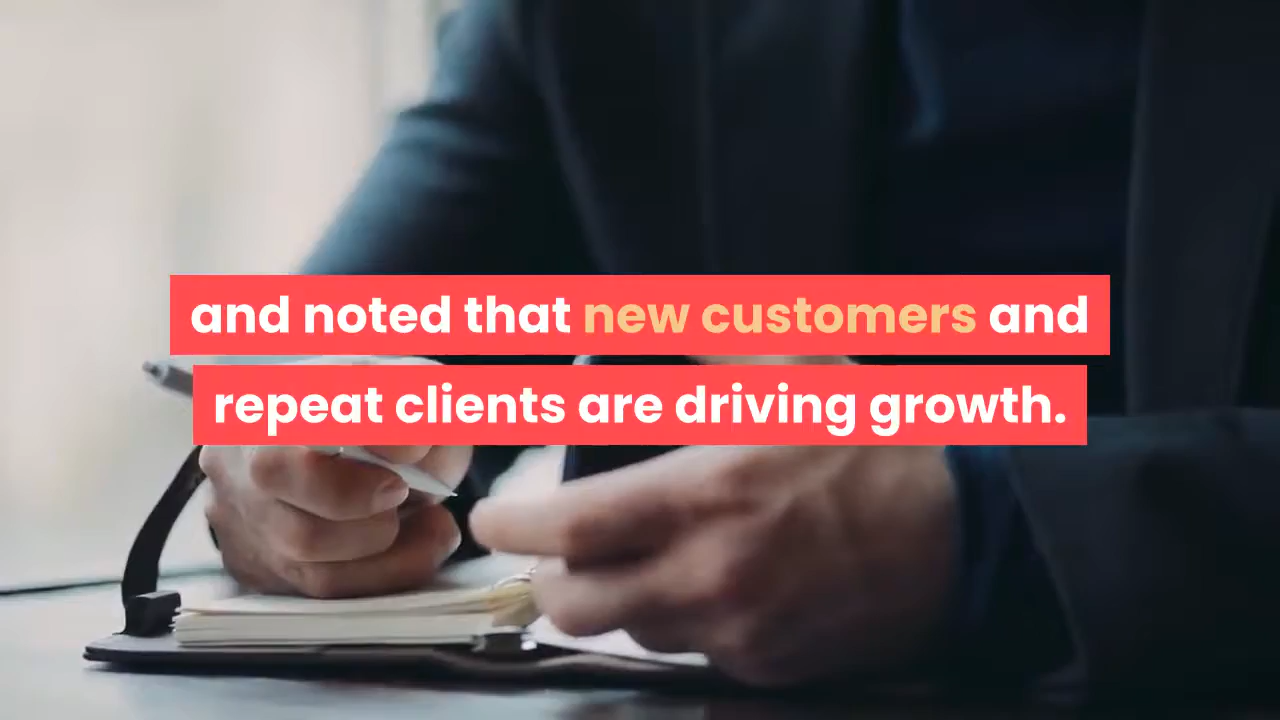 and noted that new customers and
repeat clients are driving growth.